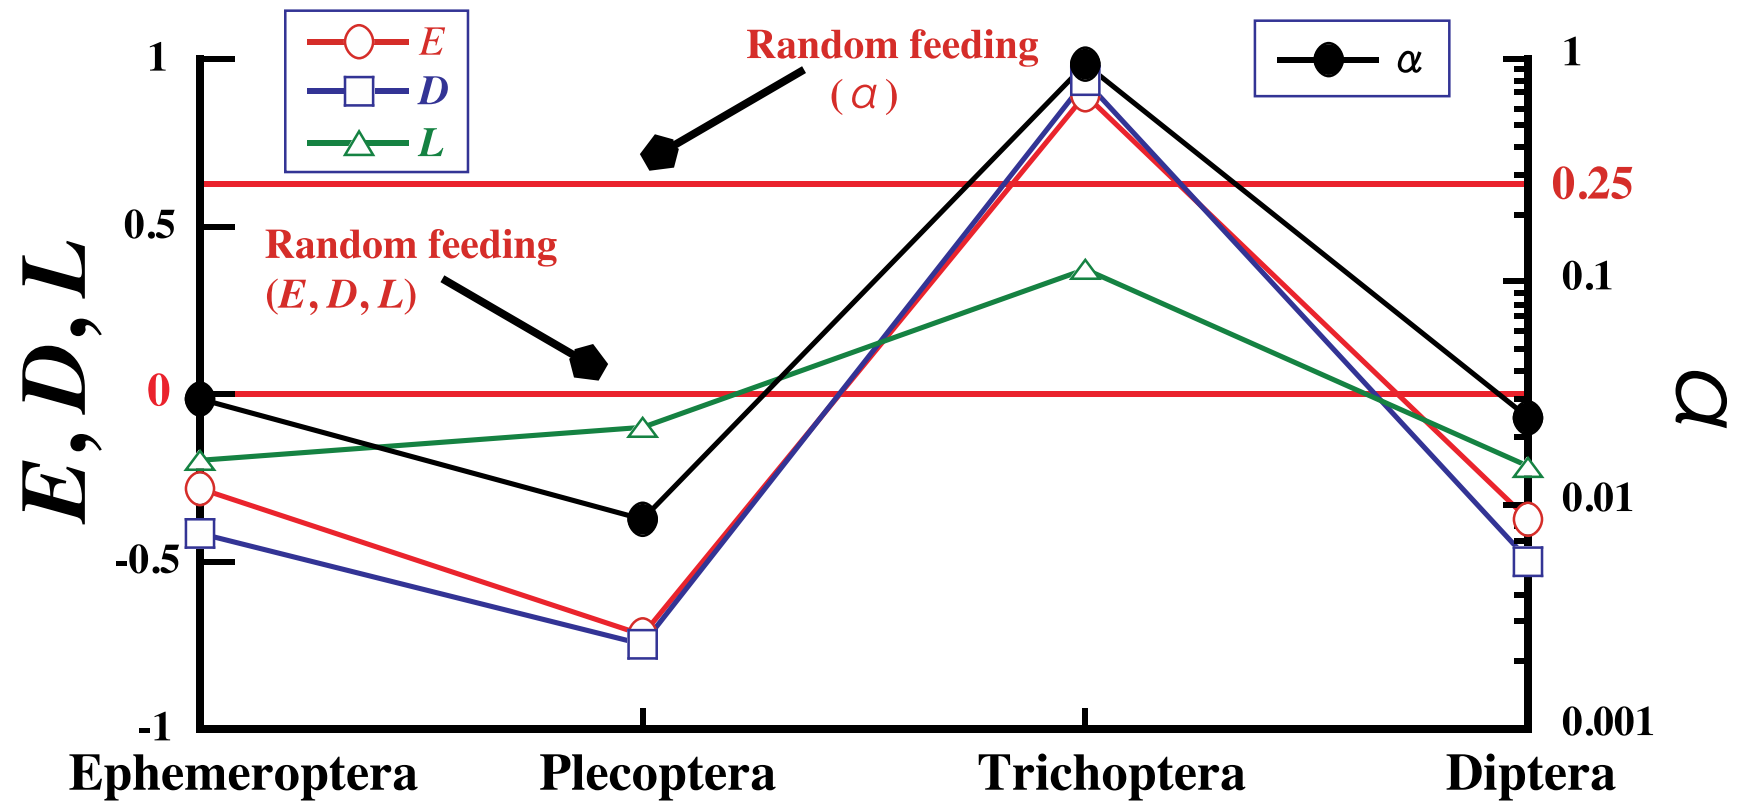 E
D
L
Random feeding
(α)
α
Random feeding
(E, D, L)
E, D, L
1
0.5
0
-0.5
-1
1
0.25
0.1
0.01
0.001
α
Ephemeroptera Plecoptera Trichoptera Diptera